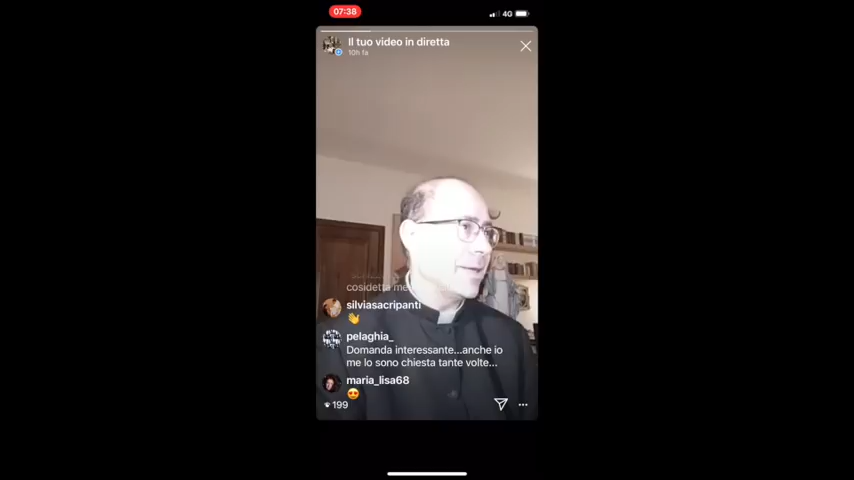 07:38
4G
Il tuo video in diretta
10h fa
cosidetta me
silviasacripanti
👋
pelaghia_
Domanda interessante...anche io
me lo sono chiesta tante volte...
maria_lisa68
😍
199